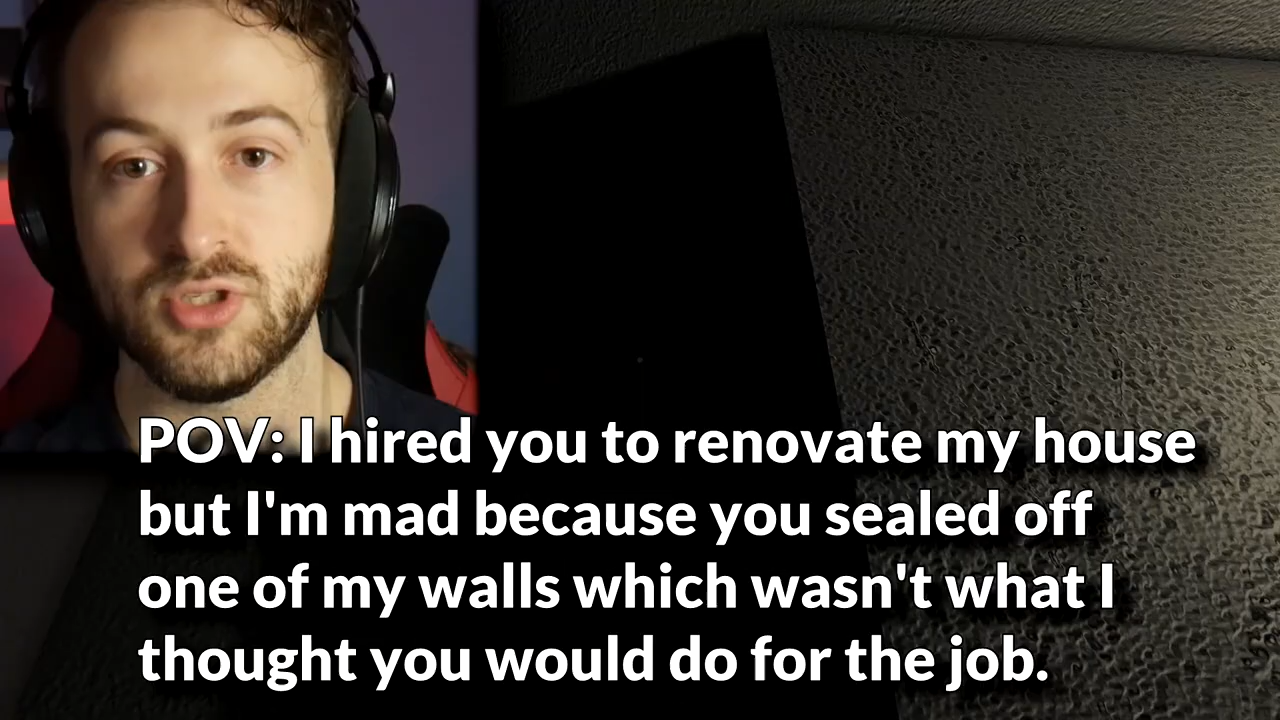 POV: I hired you to renovate my house
but I'm mad because you sealed off
one of my walls which wasn't what I
thought you would do for the job.